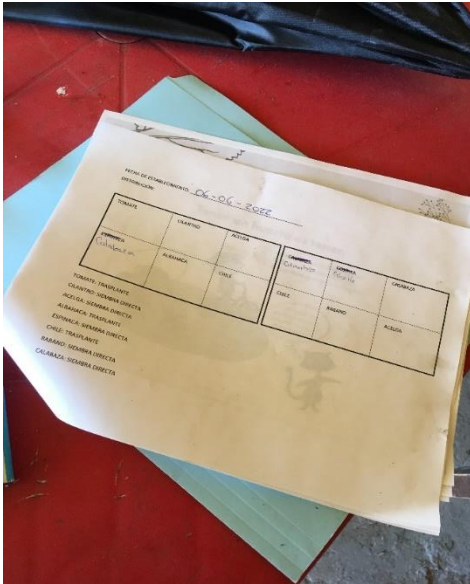 FECHA DE ESTABLECIMIENTO: 06-06-2022
DISTRIBUCIÓN:
TOMATE CILANTRO ACELGA
Calabaza ALBAHACA CHILE
CALABAZA
CHILE RABANO ACELGA
TOMATE: TRASPLANTE
CILANTRO: SIEMBRA DIRECTA
ACELGA: SIEMBRA DIRECTA
ALBAHACA: TRASPLANTE
ESPINACA: SIEMBRA DIRECTA
CHILE: TRASPLANTE
RABANO: SIEMBRA DIRECTA
CALABAZA: SIEMBRA DIRECTA